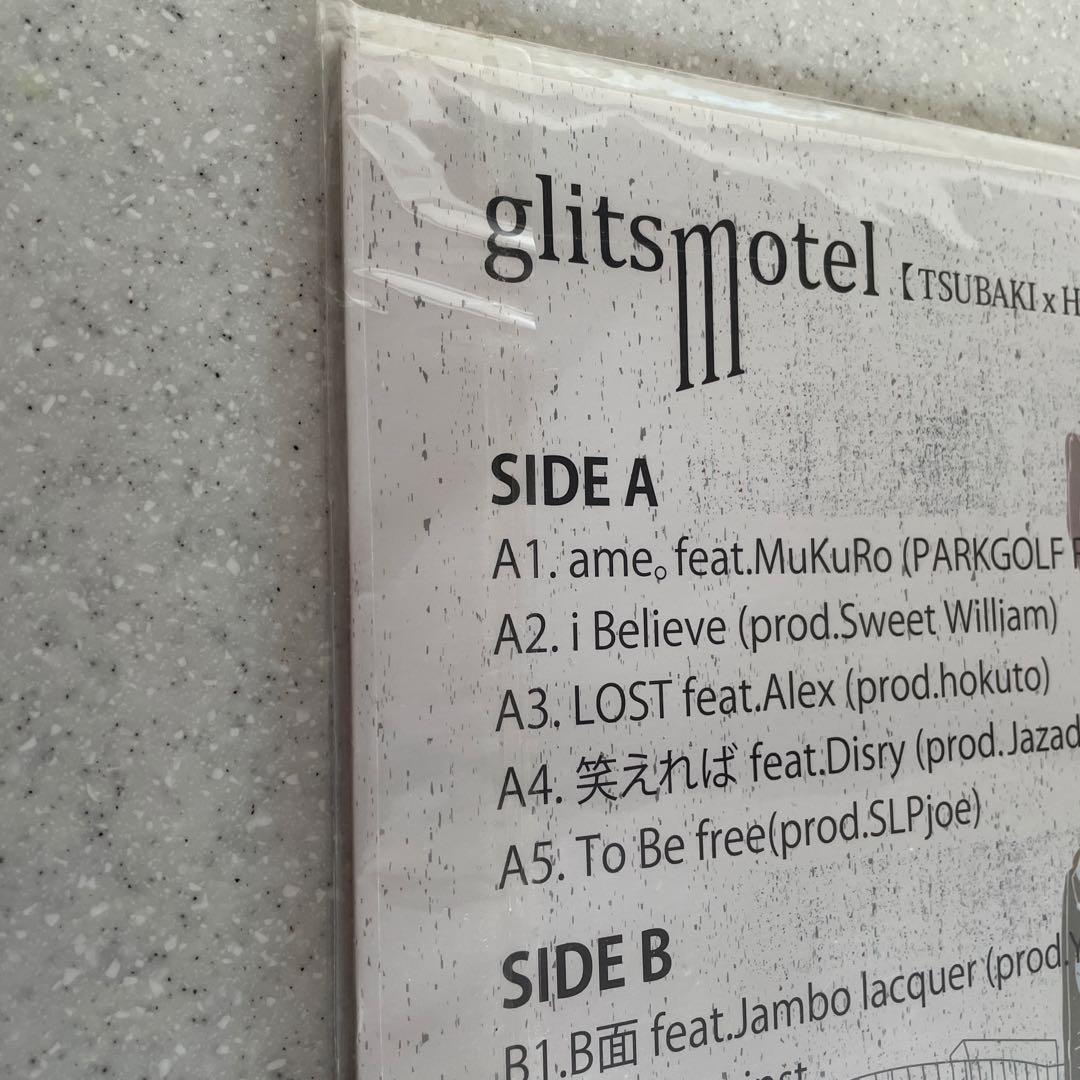 glitsmotel【TSUBAKI x H
SIDE A
A1. ame。feat.MuKuRo (PARKGOLF
A2. i Believe (prod.Sweet William)
A3. LOST feat.Alex (prod.hokuto)
A4. 笑えれば feat.Disry (prod.Jazad
A5. To Be free(prod.SLPjoe)
SIDE B
B1.B面 feat.Jambo lacquer (prod.